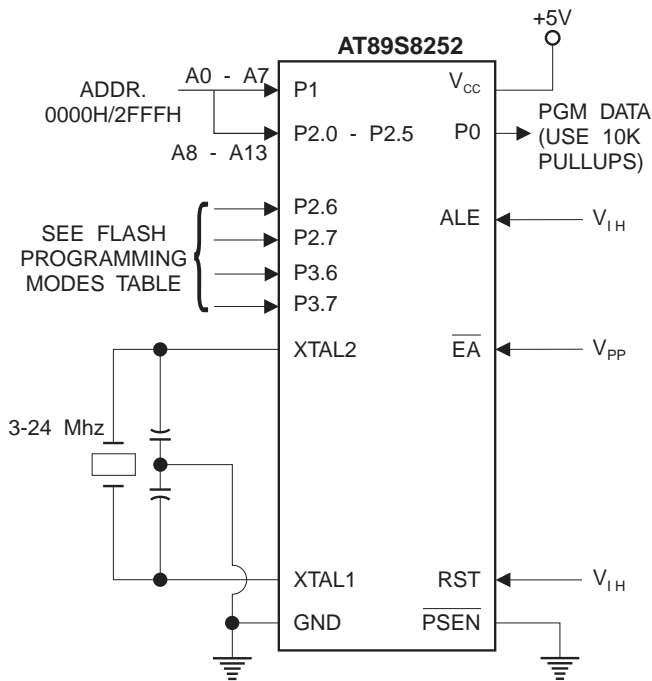 +5V
AT89S8252
ADDR.
0000H/2FFFH
A0 - A7
P1
VCC
A8 - A13
P2.0 - P2.5
P0
PGM DATA
(USE 10K
PULLUPS)
SEE FLASH
PROGRAMMING
MODES TABLE
P2.6
P2.7
P3.6
P3.7
ALE
VIH
XTAL2
EA
VPP
3-24 Mhz
XTAL1
RST
VIH
GND
PSEN